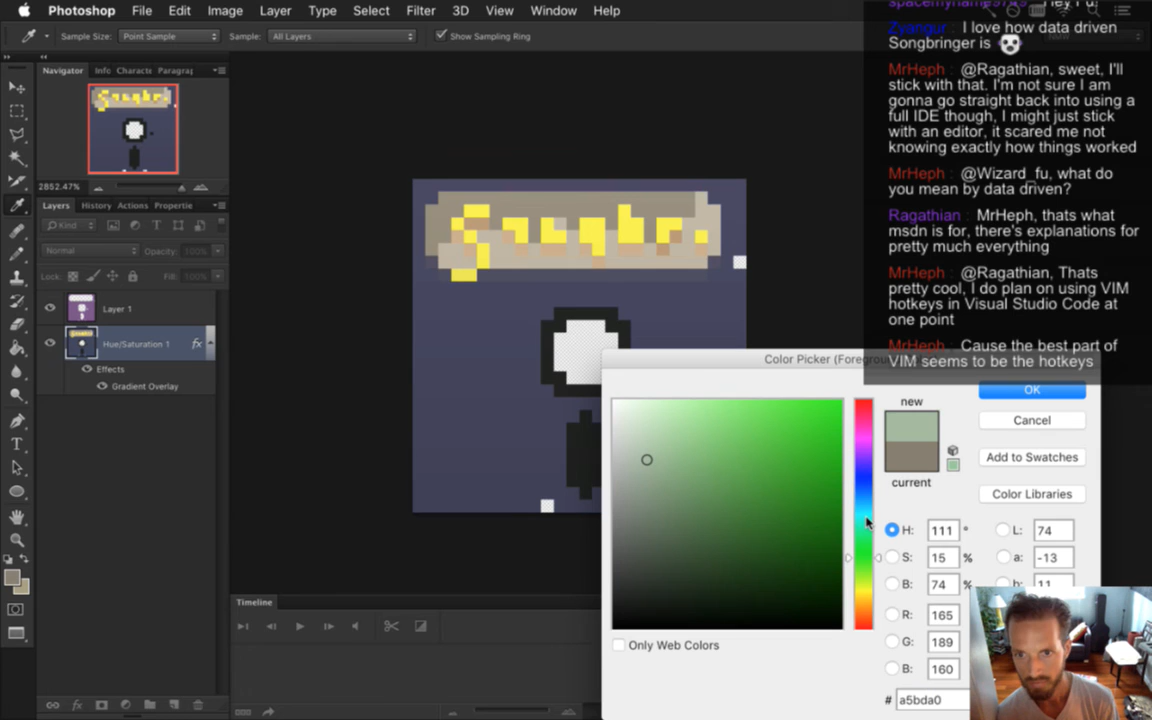 Photoshop File Edit Image Layer Type Select Filter 3D View Window Help
Sample Size: Point Sample Sample: All Layers Show Sampling Ring
Navigator Info Characte Paragraj
2852.47%
Layers History Actions Propertie
Kind
Normal Opacity: 100%
Lock: Fill: 100%
Layer 1
Hue/Saturation 1 fx
Effects
Gradient Overlay
Timeline
Zyangur : I love how data driven
Songbringer is
MrHeph : @Ragathian, sweet, I'll
stick with that. I'm not sure I am
gonna go straight back into using a
full IDE though, I might just stick
with an editor, it scared me not
knowing exactly how things worked
MrHeph : @Wizard_fu, what do
you mean by data driven?
Ragathian : MrHeph, thats what
msdn is for, there's explanations for
pretty much everything
MrHeph : @Ragathian, Thats
pretty cool, I do plan on using VIM
hotkeys in Visual Studio Code at
one point
MrHeph : Cause the best part of
VIM seems to be the hotkeys
Color Picker (Foregrou
new
current
OK
Cancel
Add to Swatches
Color Libraries
H: 111 ° L: 74
S: 15 % a: -13
B: 74 % b: 11
R: 165
G: 189
B: 160
# a5bda0
Only Web Colors